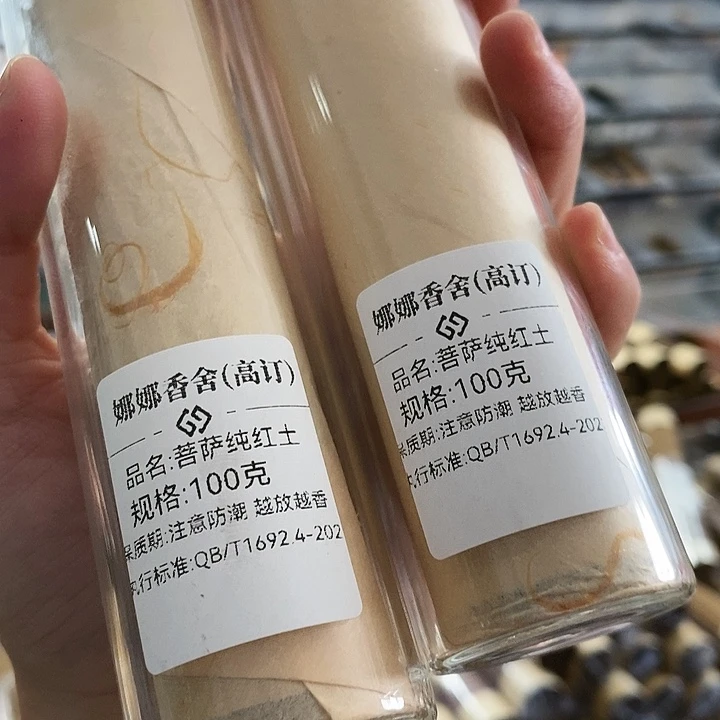 娜娜香舍(高订)
品名:菩萨纯红土
规格:100克
保质期:注意防潮 越放越香
执行标准:QB/T1692.4-202
娜娜香舍(高订)
品名:菩萨纯红土
规格:100克
保质期:注意防潮 越放越香
执行标准:QB/T1692.4-202